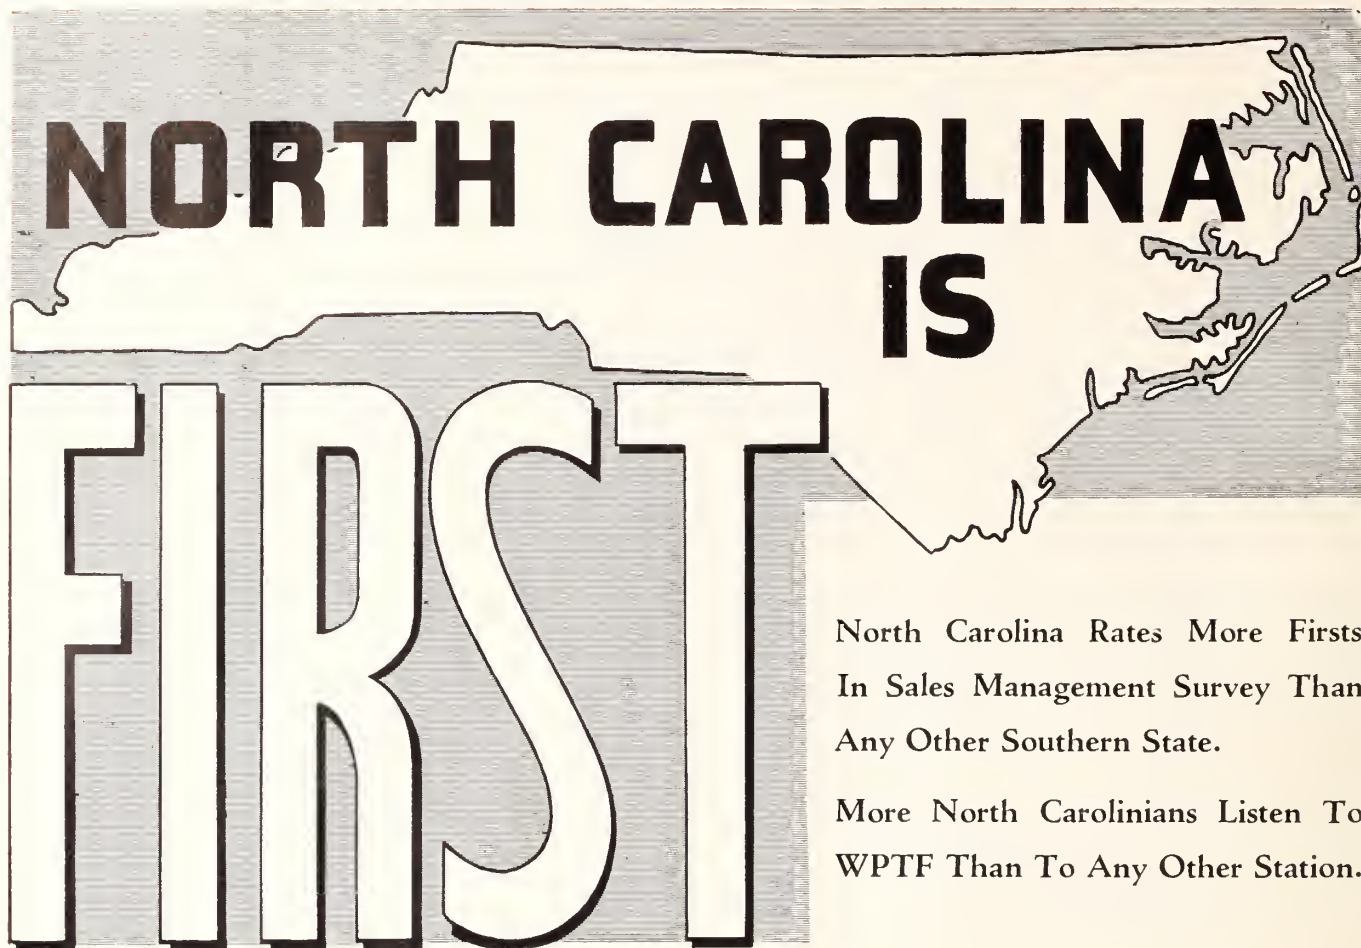 NORTH CAROLINA
IS
FIRST
North Carolina Rates More Firsts
In Sales Management Survey Than
Any Other Southern State.
More North Carolinians Listen To
WPTF Than To Any Other Station.